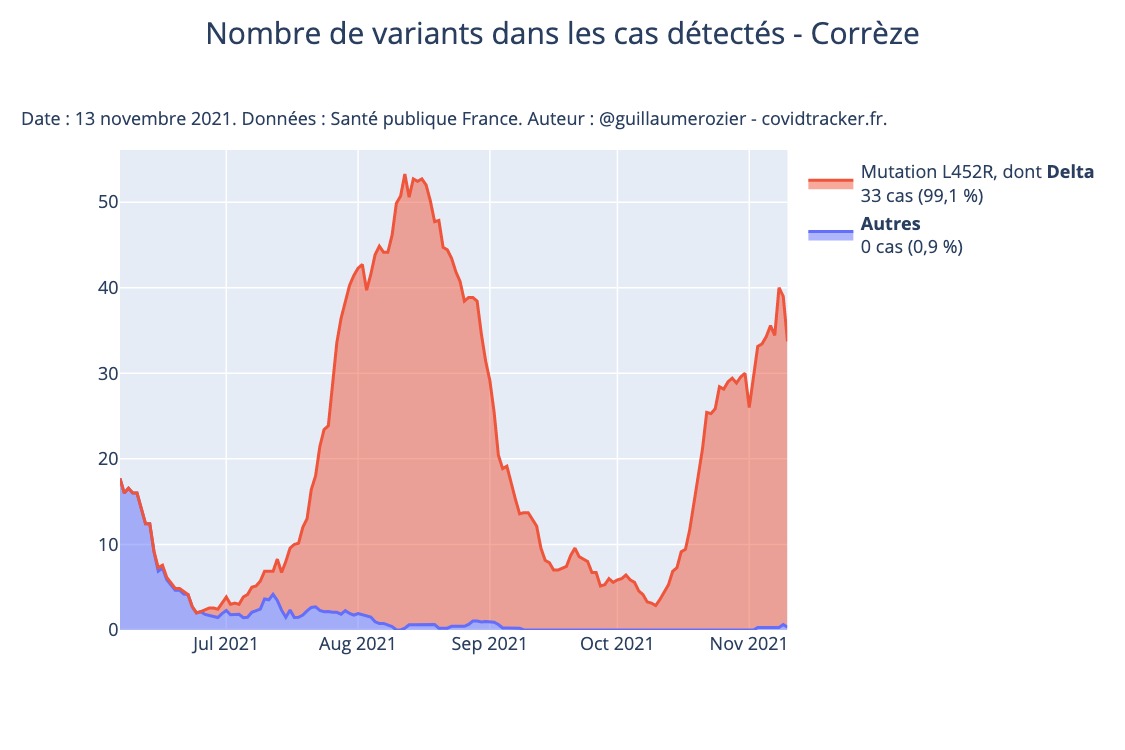 Nombre de variants dans les cas détectés - Corrèze
Date : 13 novembre 2021. Données : Santé publique France. Auteur : @guillaumerozier - covidtracker.fr.
Mutation L452R, dont Delta
33 cas (99,1 %)
Autres
0 cas (0,9 %)
50
40
30
20
10
0
Jul 2021 Aug 2021 Sep 2021 Oct 2021 Nov 2021